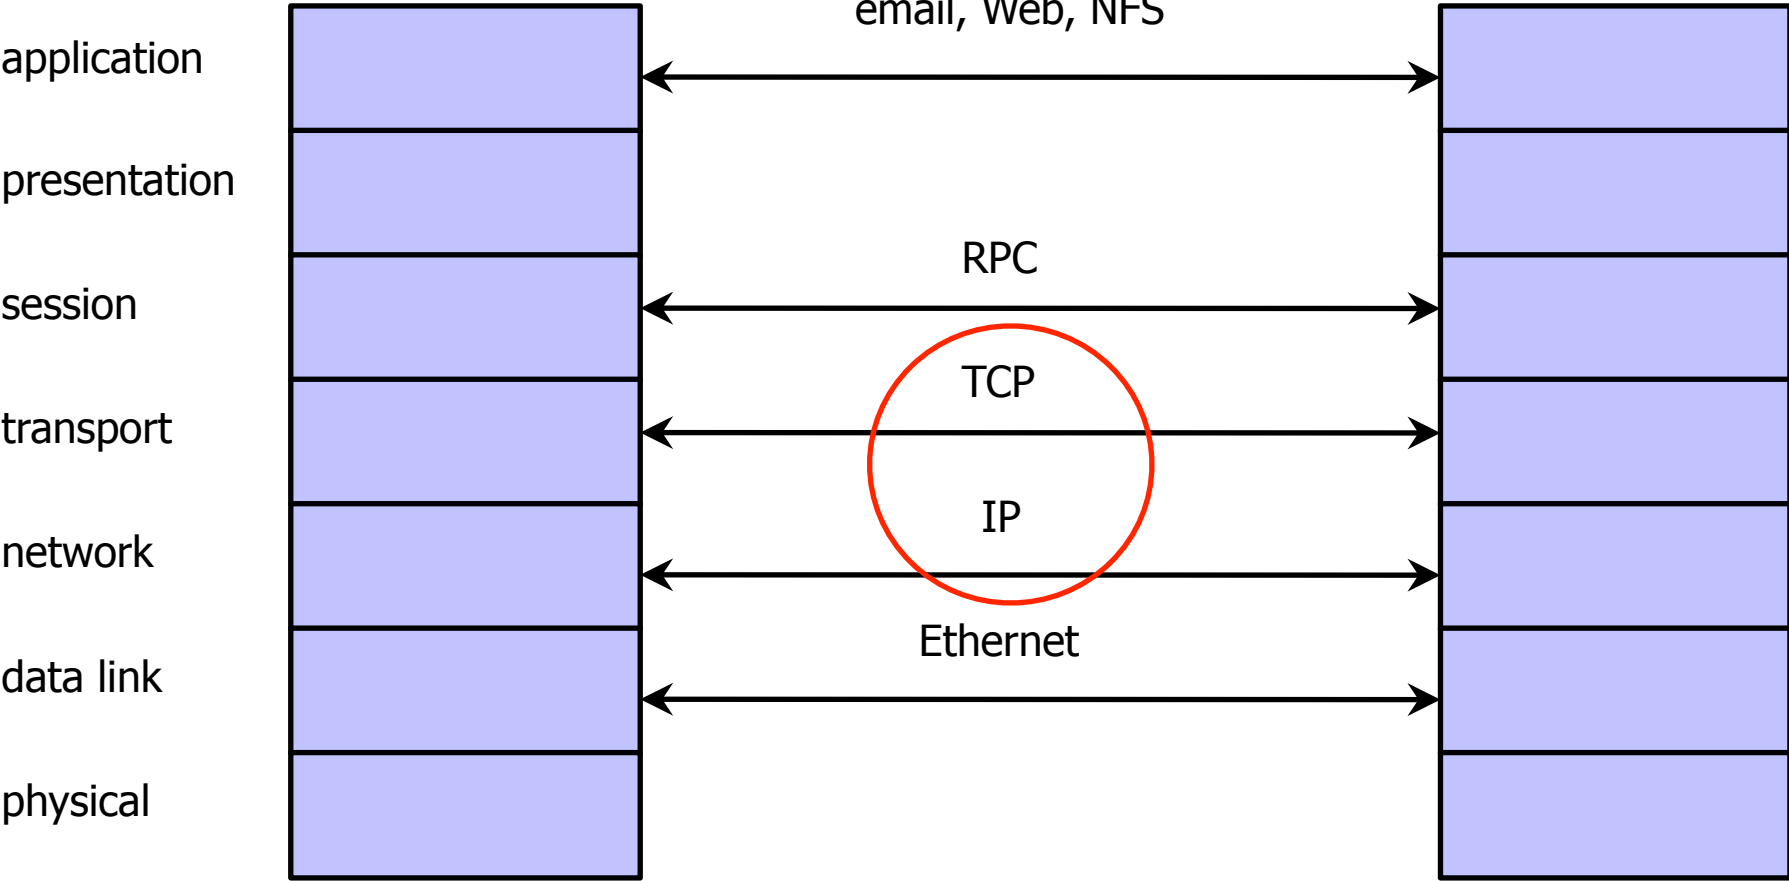 email, Web, NFS
application
presentation
RPC
session
TCP
transport
IP
network
Ethernet
data link
physical